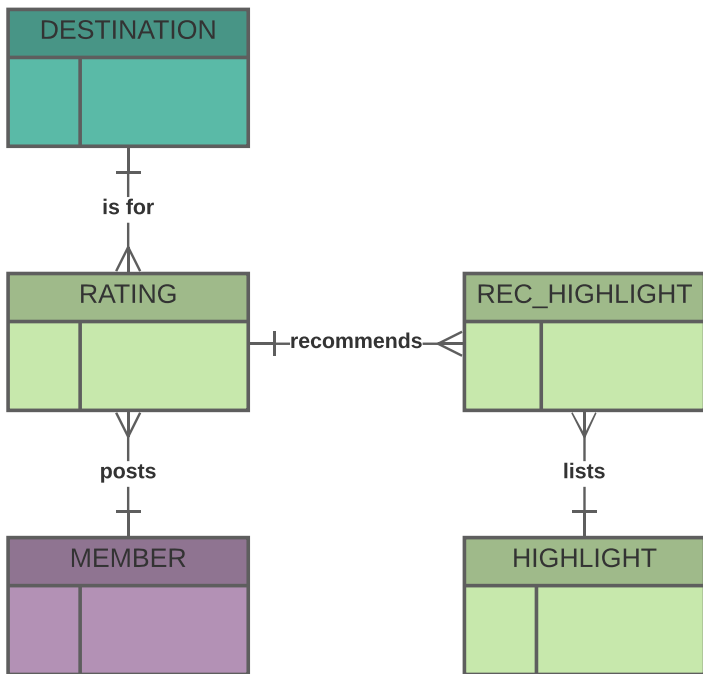 DESTINATION
is for
RATING
recommends
REC_HIGHLIGHT
posts
lists
MEMBER
HIGHLIGHT